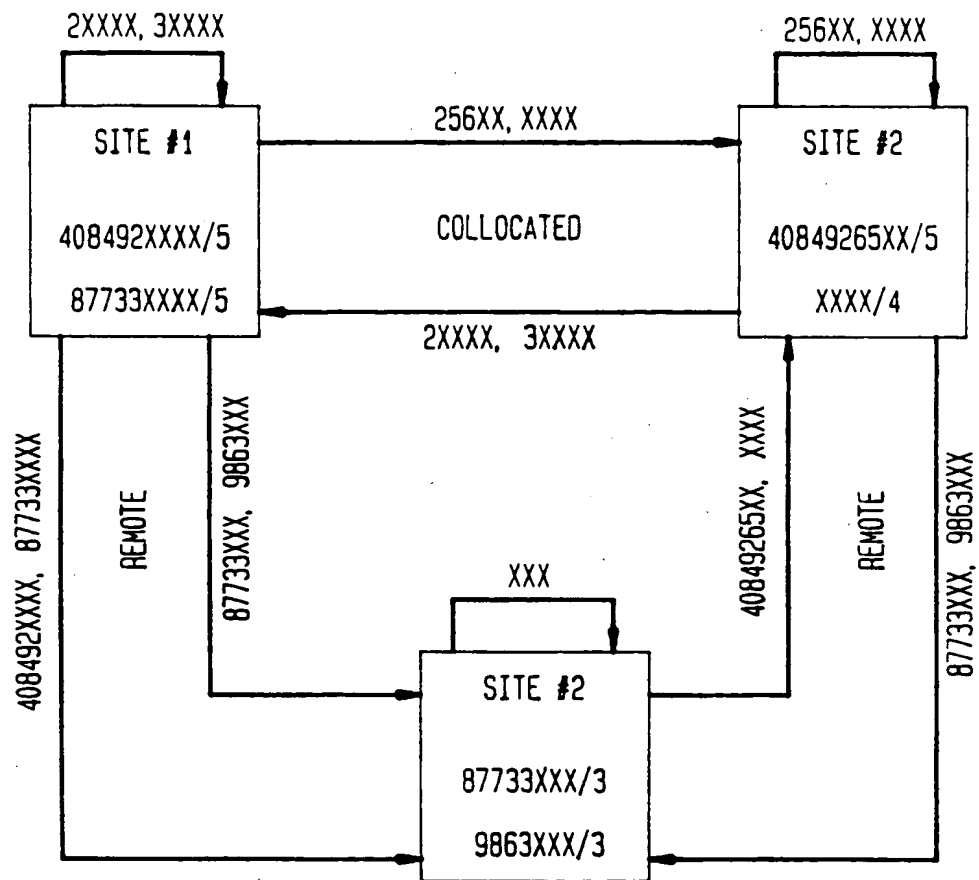 2XXXX, 3XXXX
256XX, XXXX
SITE #1
408492XXXX/5
87733XXXX/5
256XX, XXXX
COLLOCATED
2XXXX, 3XXXX
SITE #2
40849265XX/5
XXXX/4
408492XXXX, 87733XXXX
REMOTE
87733XXX, 9863XXX
40849265XX, XXXX
REMOTE
87733XXX, 9863XXX
XXX
SITE #2
87733XXX/3
9863XXX/3